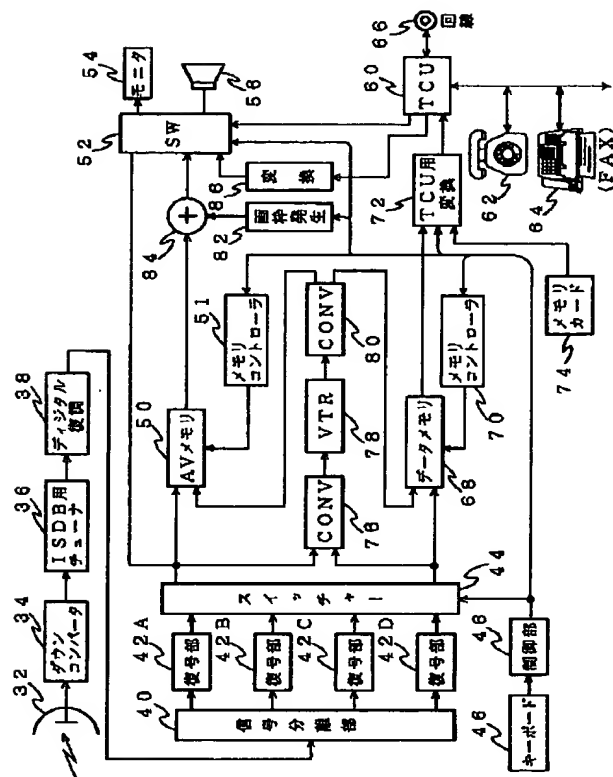 32
34
36
38
ダウン
コンバータ
ISDB用
チューナ
ディジタル
復調
40
信号分離部
42A
復号部
42B
復号部
42C
復号部
42D
復号部
スイッチャー
44
46
キーボード
制御部
50
AVメモリ
51
メモリ
コントローラ
52
SW
54
モニタ
56
60
TCU
66
回線
62
64
(FAX)
68
データメモリ
70
メモリ
コントローラ
72
TCU用
変換
74
メモリ
カード
76
CONV
78
VTR
80
CONV
82
画枠発生
84
変換